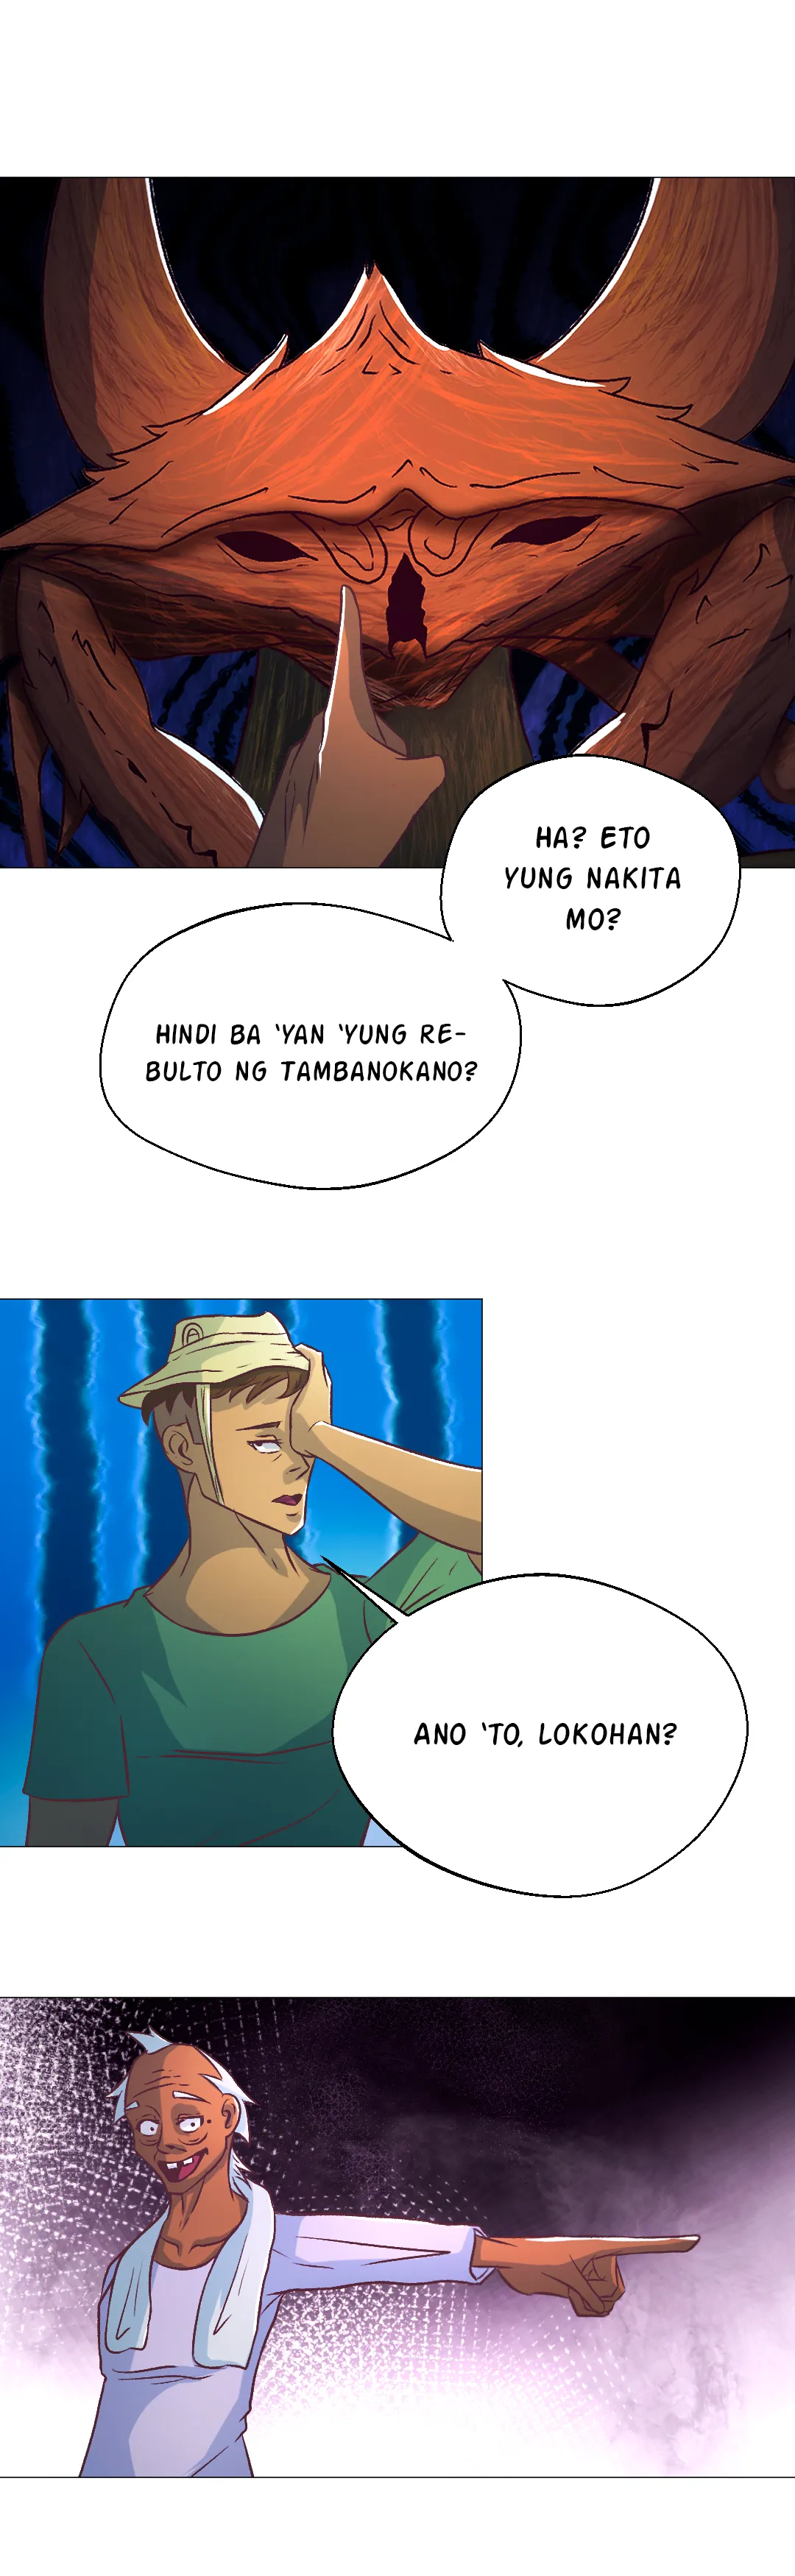 HA? ETO
YUNG NAKITA
MO?
HINDI BA 'YAN 'YUNG RE-
BULTO NG TAMBANOKANO?
ANO 'TO, LOKOHAN?